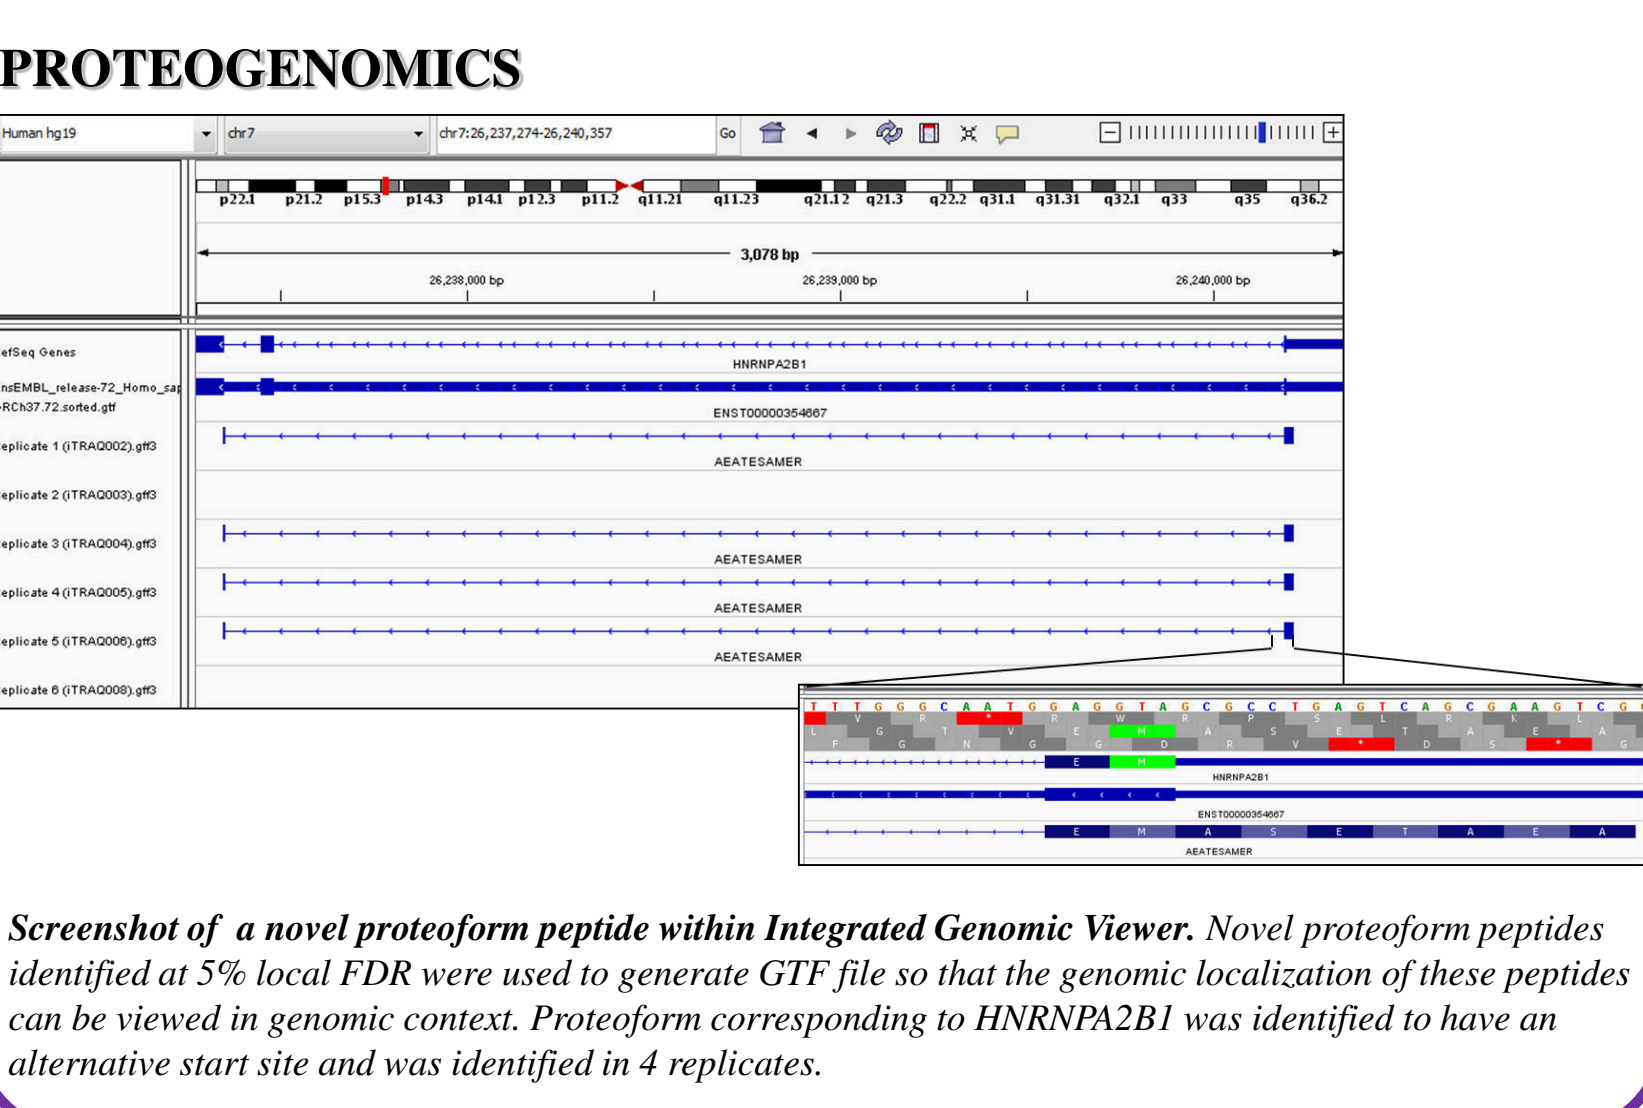 PROTEOGENOMICS
Human hg19 chr7 chr7:26,237,274-26,240,357 Go
p22.1 p21.2 p15.3 p14.3 p14.1 p12.3 p11.2 q11.21 q11.23 q21.12 q21.3 q22.2 q31.1 q31.31 q32.1 q33 q35 q36.2
3,078 bp
26,238,000 bp 26,239,000 bp 26,240,000 bp
efSeq Genes
HNRNPA2B1
nsEMBL_release-72_Homo_sap
RCh37.72.sorted.gtf
ENST00000354667
eplicate 1 (iTRAQ002).gff3
AEATESAMER
eplicate 2 (iTRAQ003).gff3
eplicate 3 (iTRAQ004).gff3
AEATESAMER
eplicate 4 (iTRAQ005).gff3
AEATESAMER
eplicate 5 (iTRAQ006).gff3
AEATESAMER
eplicate 6 (iTRAQ008).gff3
T T T G G G C A A T G G A G G T A G C G C C T G A G T C A G C G A A G T C G
V R * R W R P S L R K L
L G T V E M A S E T A E A
F G N G G D R V * D S * G
E M
HNRNPA2B1
ENST00000354667
E M A S E T A E A
AEATESAMER
Screenshot of a novel proteoform peptide within Integrated Genomic Viewer. Novel proteoform peptides
identified at 5% local FDR were used to generate GTF file so that the genomic localization of these peptides
can be viewed in genomic context. Proteoform corresponding to HNRNPA2B1 was identified to have an
alternative start site and was identified in 4 replicates.